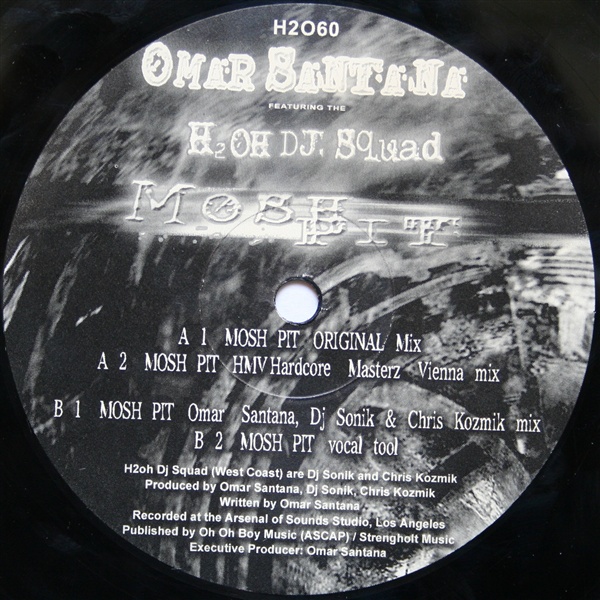 H2O60
OMAR SANTANA
FEATURING THE
H₂OH DJ. Squad
MOSH PIT
A 1 MOSH PIT ORIGINAL Mix
A 2 MOSH PIT HMV Hardcore Masterz Vienna mix
B 1 MOSH PIT Omar Santana, Dj Sonik & Chris Kozmik mix
B 2 MOSH PIT vocal tool
H2oh Dj Squad (West Coast) are Dj Sonik and Chris Kozmik
Produced by Omar Santana, Dj Sonik, Chris Kozmik
Written by Omar Santana
Recorded at the Arsenal of Sounds Studio, Los Angeles
Published by Oh Oh Boy Music (ASCAP) / Strengholt Music
Executive Producer: Omar Santana